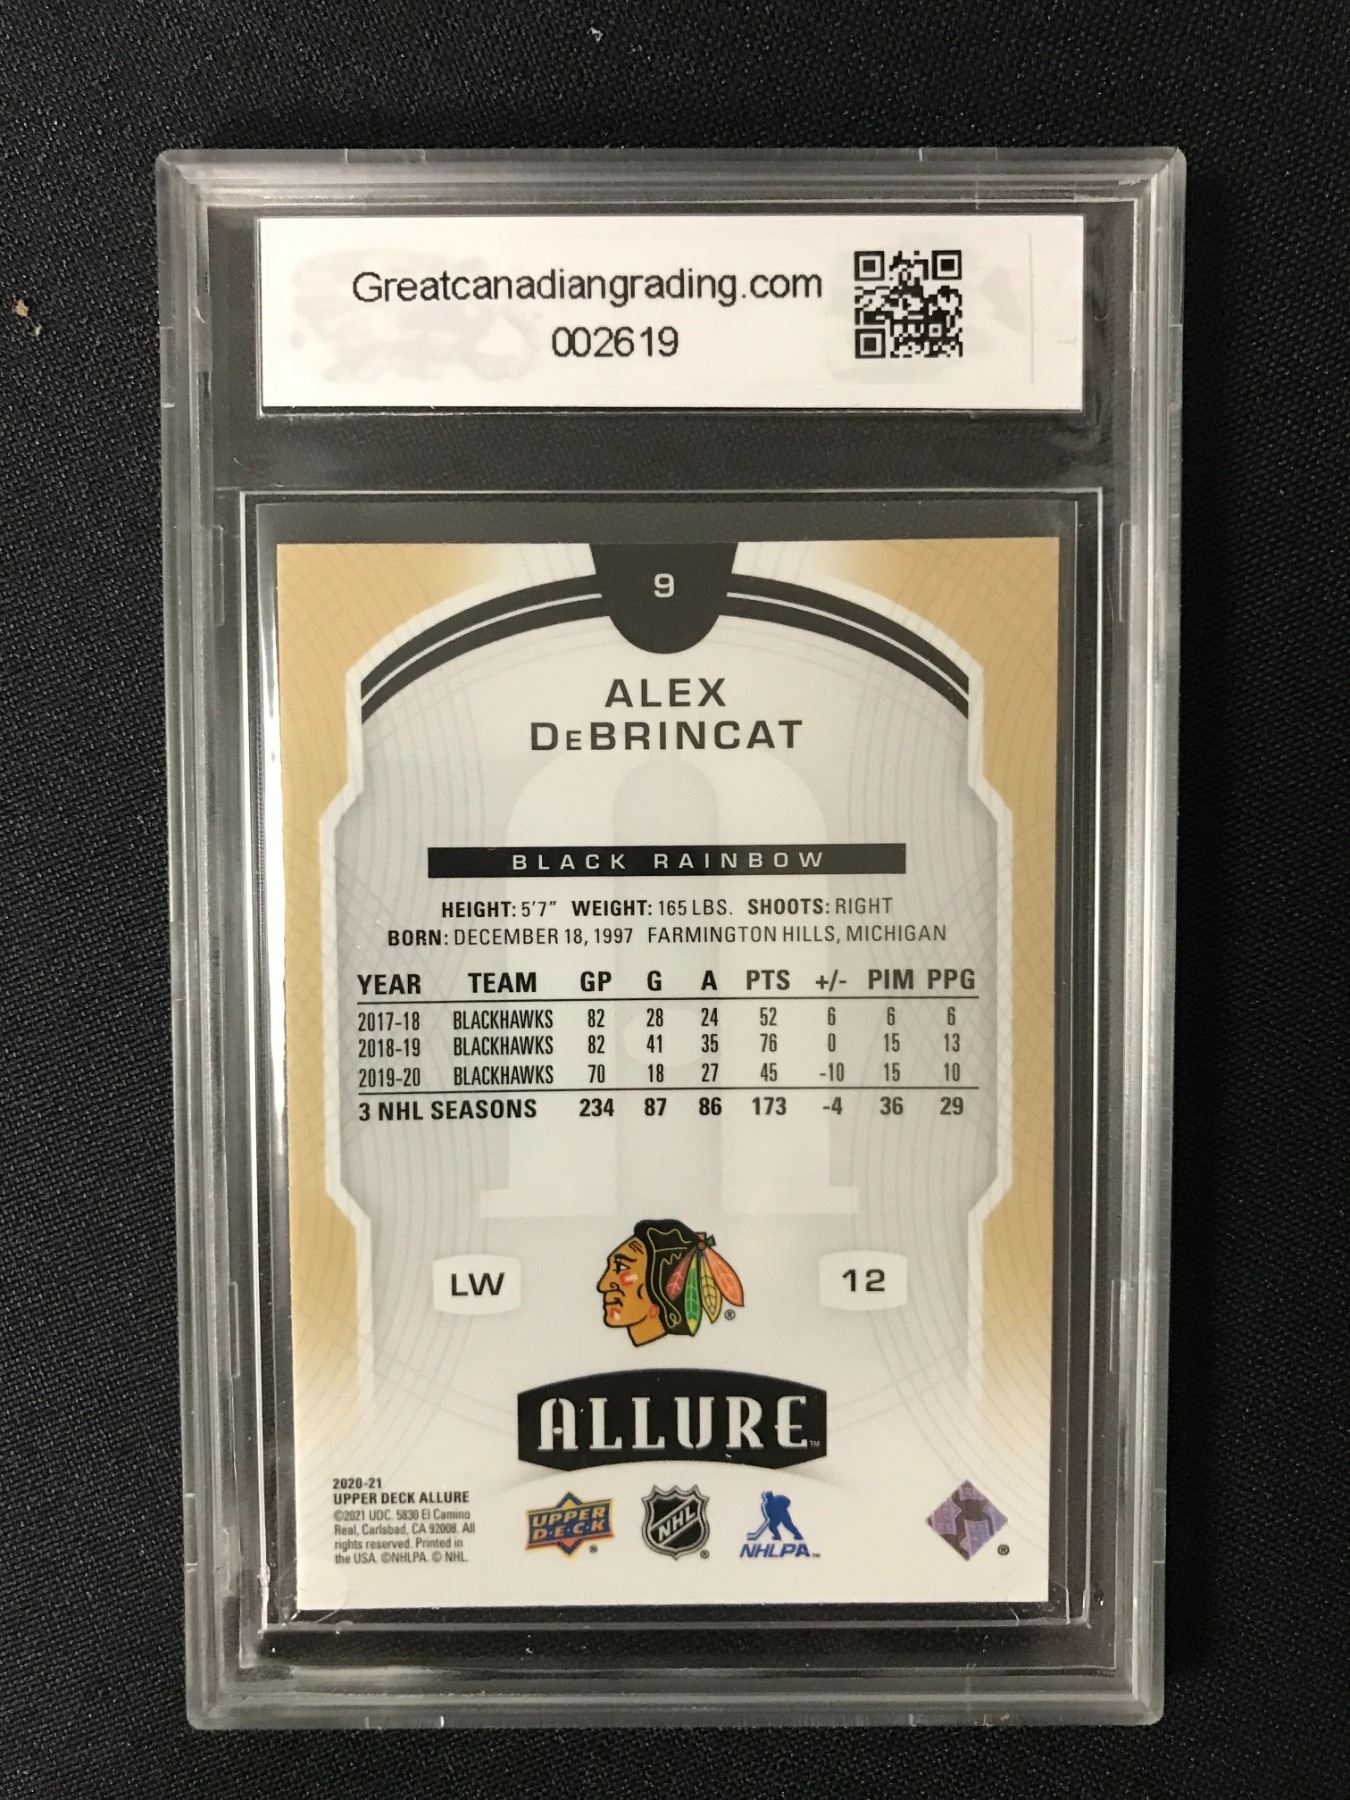 Greatcanadiangrading.com
002619
9
ALEX
DeBRINCAT
BLACK RAINBOW
HEIGHT: 5'7" WEIGHT: 165 LBS. SHOOTS: RIGHT
BORN: DECEMBER 18, 1997 FARMINGTON HILLS, MICHIGAN
YEAR TEAM GP G A PTS +/- PIM PPG
2017-18 BLACKHAWKS 82 28 24 52 6 6 6
2018-19 BLACKHAWKS 82 41 35 76 0 15 13
2019-20 BLACKHAWKS 70 18 27 45 -10 15 10
3 NHL SEASONS 234 87 86 173 -4 36 29
LW 12
®
ALLURE™
2020-21
UPPER DECK ALLURE
©2021 UDC. 5830 El Camino
Real, Carlsbad, CA 92008. All
rights reserved. Printed in
the USA. ©NHLPA. © NHL.
UPPER
D·E·C·K ®
NHL ®
NHLPA™
®